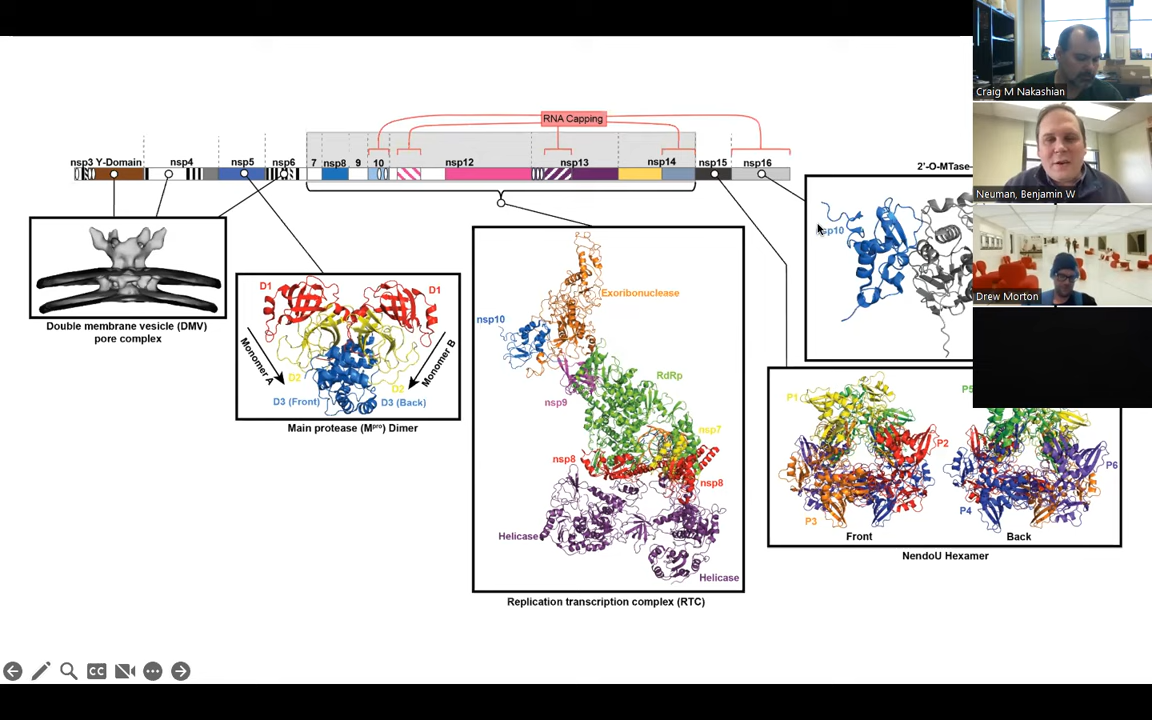 Craig M Nakashian
Neuman, Benjamin W
Drew Morton
RNA Capping
nsp3 Y-Domain
nsp4
nsp5
nsp6
7
nsp8
9
10
nsp12
nsp13
nsp14
nsp15
nsp16
2'-O-MTase
nsp10
Double membrane vesicle (DMV)
pore complex
D1
D1
Monomer A
Monomer B
D2
D2
D3 (Front)
D3 (Back)
Main protease (Mᵖʳᵒ) Dimer
Exoribonuclease
nsp10
RdRp
nsp9
nsp7
nsp8
nsp8
Helicase
Helicase
Replication transcription complex (RTC)
P1
P2
P3
P5
P6
P4
Front
Back
NendoU Hexamer
CC